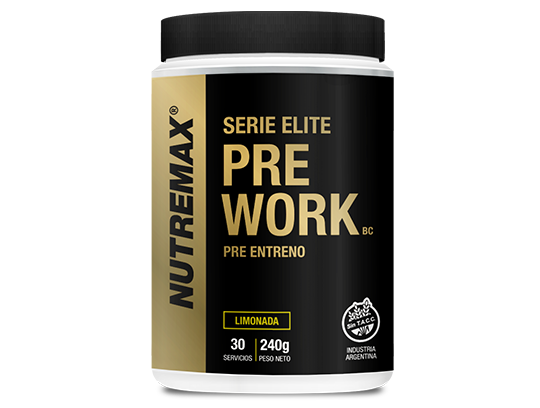 NUTREMAX®
SERIE ELITE
PRE
WORK BC
PRE ENTRENO
LIMONADA
30 SERVICIOS
240g PESO NETO
Sin T.A.C.C.
INDUSTRIA
ARGENTINA